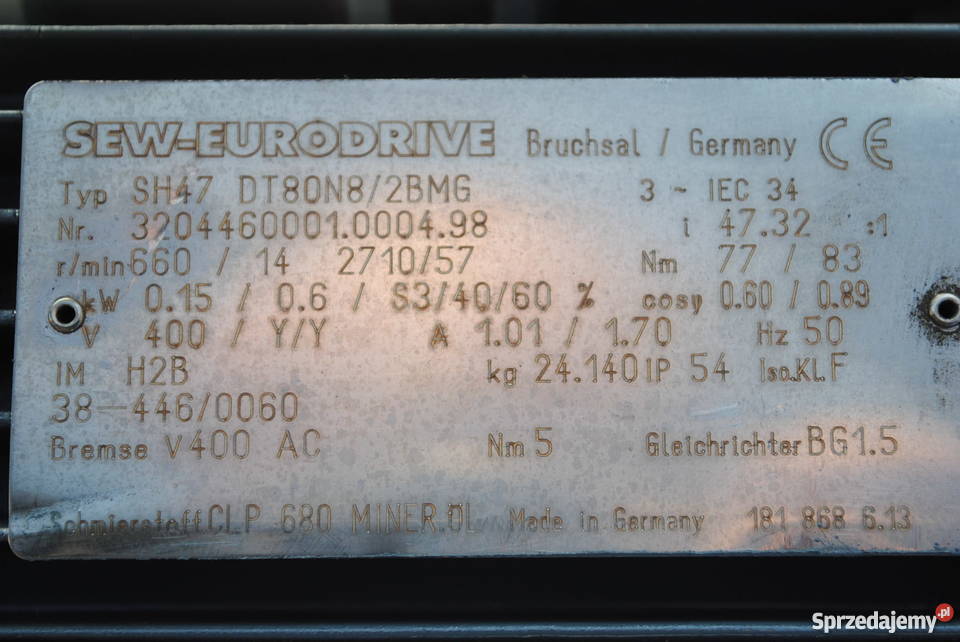 SEW-EURODRIVE Bruchsal / Germany CE
Typ SH47 DT80N8/2BMG 3 ~ IEC 34
Nr. 3204460001.0004.98 i 47.32 :1
r/min 660 / 14 2710/57 Nm 77 / 83
kW 0.15 / 0.6 / S3/40/60 % cosy 0.60 / 0.89
V 400 / Y/Y A 1.01 / 1.70 Hz 50
IM H2B kg 24.140 IP 54 Iso.Kl. F
38-446/0060
Bremse V400 AC Nm 5 Gleichrichter BG1.5
Schmierstoff CLP 680 MINER.ÖL Made in Germany 181 868 6.13
Sprzedajemy.pl